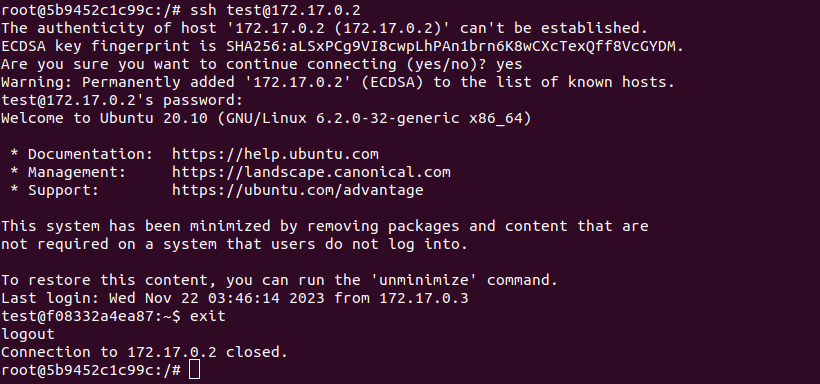 root@5b9452c1c99c:/# ssh test@172.17.0.2
The authenticity of host '172.17.0.2 (172.17.0.2)' can't be established.
ECDSA key fingerprint is SHA256:aLSxPCg9VI8cwpLhPAn1brn6K8wCXcTexQff8VcGYDM.
Are you sure you want to continue connecting (yes/no)? yes
Warning: Permanently added '172.17.0.2' (ECDSA) to the list of known hosts.
test@172.17.0.2's password:
Welcome to Ubuntu 20.10 (GNU/Linux 6.2.0-32-generic x86_64)

 * Documentation:  https://help.ubuntu.com
 * Management:     https://landscape.canonical.com
 * Support:        https://ubuntu.com/advantage

This system has been minimized by removing packages and content that are
not required on a system that users do not log into.

To restore this content, you can run the 'unminimize' command.
Last login: Wed Nov 22 03:46:14 2023 from 172.17.0.3
test@f08332a4ea87:~$ exit
logout
Connection to 172.17.0.2 closed.
root@5b9452c1c99c:/#